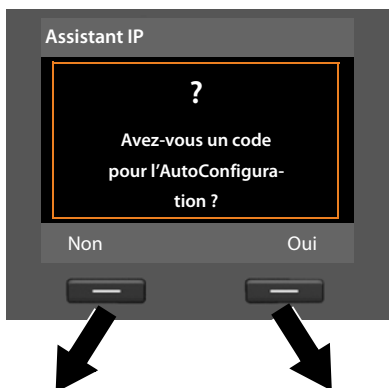 Assistant IP
?
Avez-vous un code
pour l'AutoConfigura-
tion ?
Non Oui